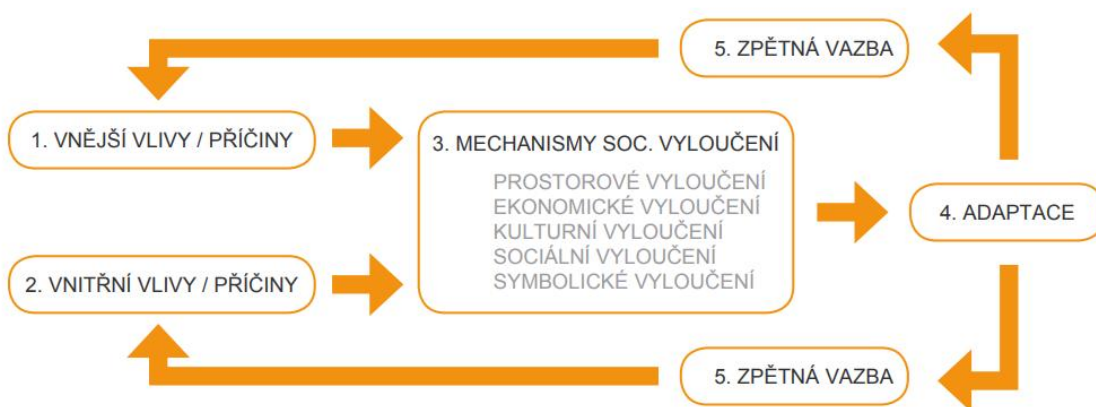 5. ZPĚTNÁ VAZBA
1. VNĚJŠÍ VLIVY / PŘÍČINY
3. MECHANISMY SOC. VYLOUČENÍ
PROSTOROVÉ VYLOUČENÍ
EKONOMICKÉ VYLOUČENÍ
KULTURNÍ VYLOUČENÍ
SOCIÁLNÍ VYLOUČENÍ
SYMBOLICKÉ VYLOUČENÍ
4. ADAPTACE
2. VNITŘNÍ VLIVY / PŘÍČINY
5. ZPĚTNÁ VAZBA